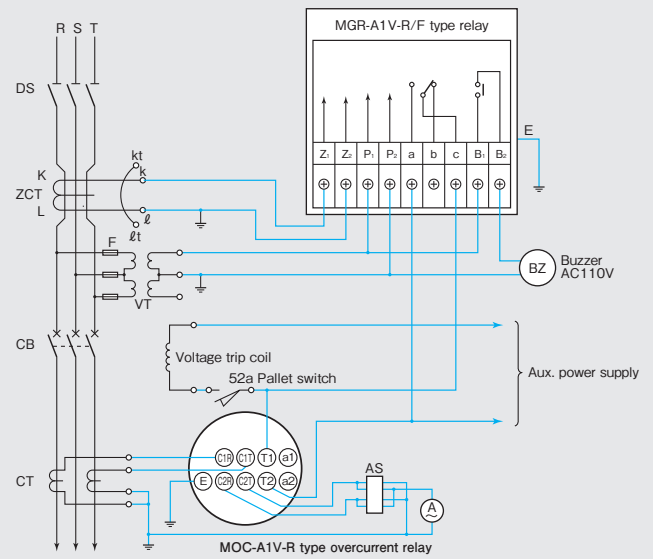 MGR-A1V-R/F type relay
R S T
DS
E
Z1 Z2 P1 P2 a b c B1 B2
kt
K
k
ZCT
L
ℓ
ℓt
F
BZ
Buzzer
AC110V
VT
CB
Voltage trip coil
52a Pallet switch
Aux. power supply
C1R C1T T1 a1
E C2R C2T T2 a2
AS
CT
A
MOC-A1V-R type overcurrent relay